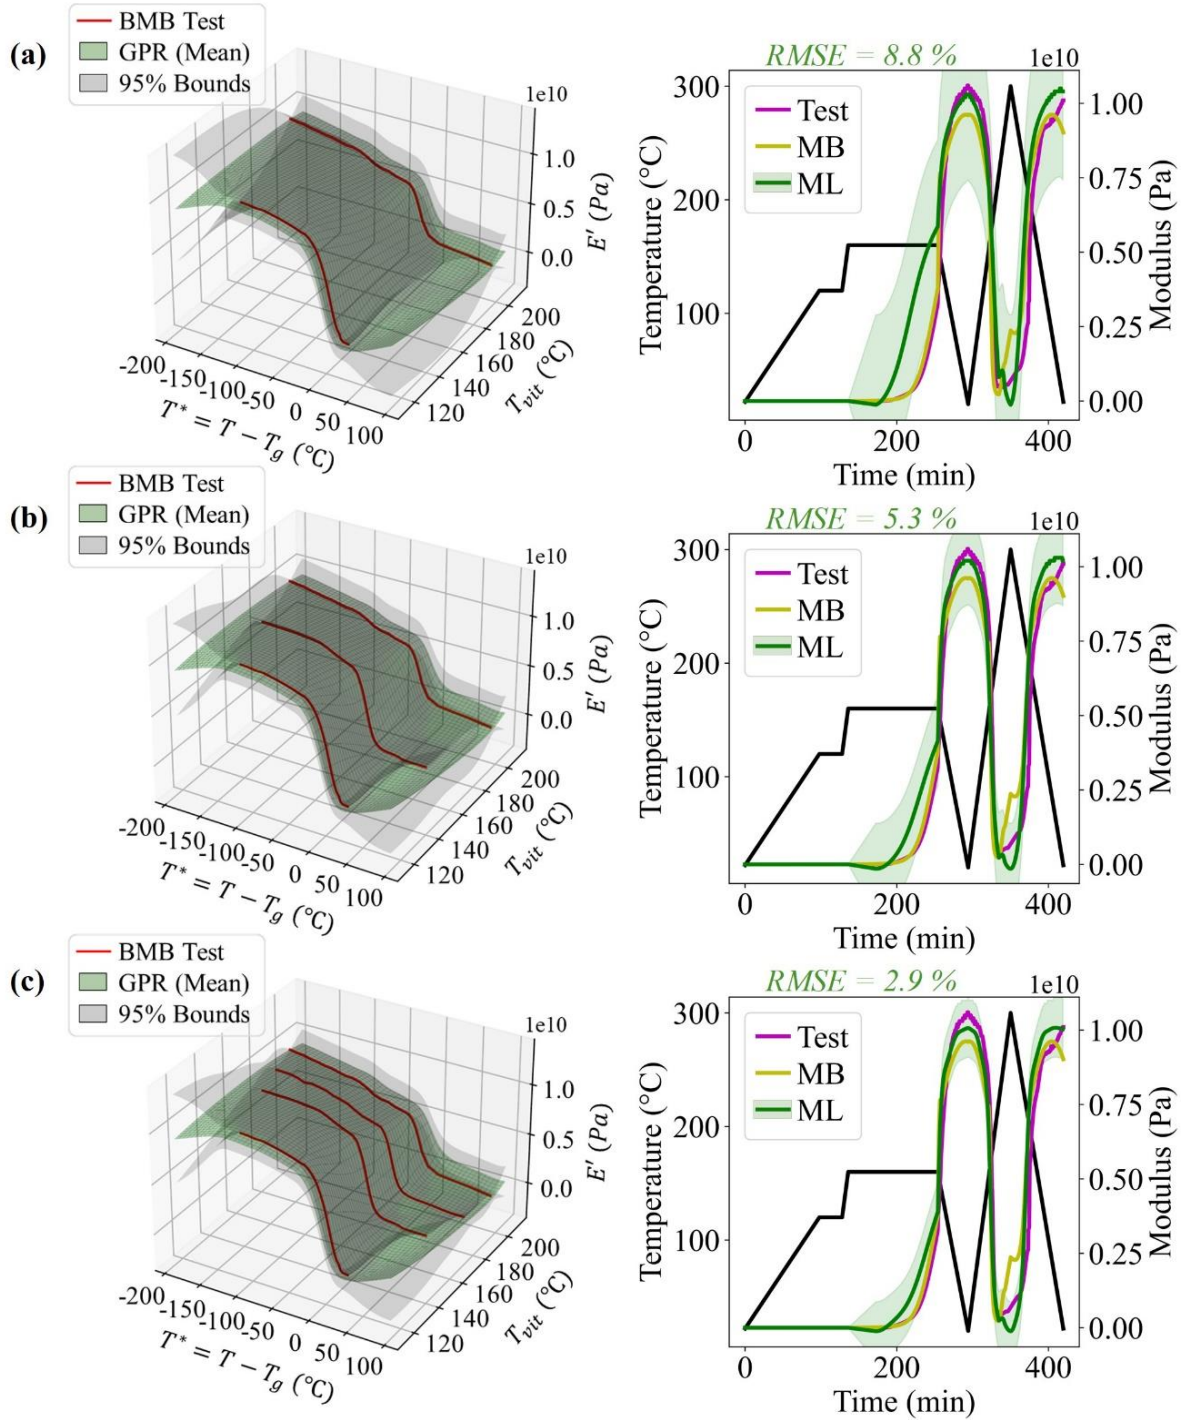 (a)
BMB Test
GPR (Mean)
95% Bounds
1e10
1.0
0.5
0.0
E′ (Pa)
200
180
160
140
120
T_vit (°C)
-200
-150
-100
-50
0
50
100
T* = T − T_g (°C)
RMSE = 8.8 %
1e10
Test
MB
ML
300
200
100
Temperature (°C)
1.00
0.75
0.50
0.25
0.00
Modulus (Pa)
0
200
400
Time (min)
(b)
BMB Test
GPR (Mean)
95% Bounds
1e10
1.0
0.5
0.0
E′ (Pa)
200
180
160
140
120
T_vit (°C)
-200
-150
-100
-50
0
50
100
T* = T − T_g (°C)
RMSE = 5.3 %
1e10
Test
MB
ML
300
200
100
Temperature (°C)
1.00
0.75
0.50
0.25
0.00
Modulus (Pa)
0
200
400
Time (min)
(c)
BMB Test
GPR (Mean)
95% Bounds
1e10
1.0
0.5
0.0
E′ (Pa)
200
180
160
140
120
T_vit (°C)
-200
-150
-100
-50
0
50
100
T* = T − T_g (°C)
RMSE = 2.9 %
1e10
Test
MB
ML
300
200
100
Temperature (°C)
1.00
0.75
0.50
0.25
0.00
Modulus (Pa)
0
200
400
Time (min)